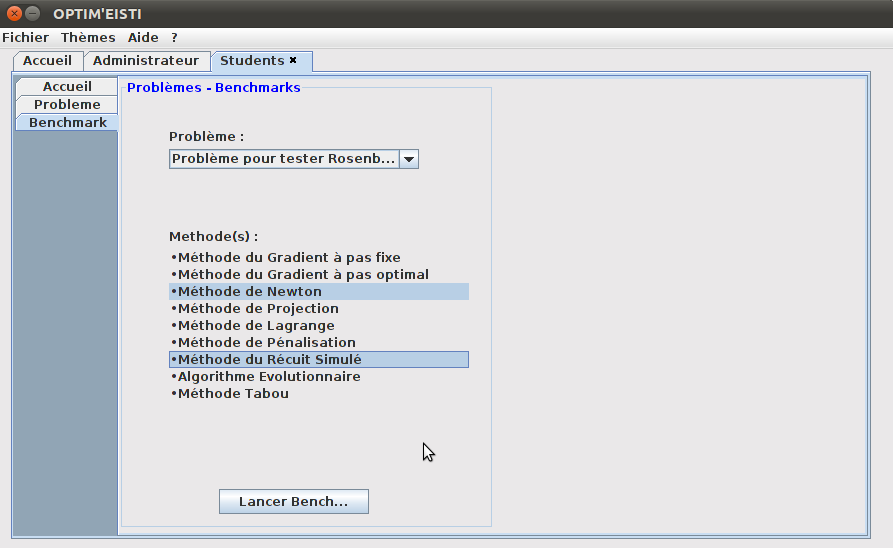 OPTIM'EISTI
Fichier Thèmes Aide ?
Accueil Administrateur Students ✖
Accueil
Probleme
Benchmark
Problèmes - Benchmarks
Problème :
Problème pour tester Rosenb...
Methode(s) :
•Méthode du Gradient à pas fixe
•Méthode du Gradient à pas optimal
•Méthode de Newton
•Méthode de Projection
•Méthode de Lagrange
•Méthode de Pénalisation
•Méthode du Récuit Simulé
•Algorithme Evolutionnaire
•Méthode Tabou
Lancer Bench...